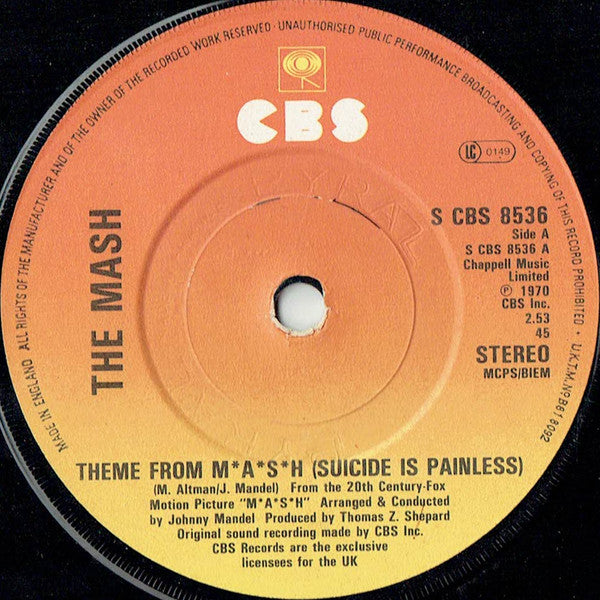 ALL RIGHTS OF THE MANUFACTURER AND OF THE OWNER OF THE RECORDED WORK RESERVED · UNAUTHORISED PUBLIC PERFORMANCE BROADCASTING AND COPYING OF THIS RECORD PROHIBITED • U.K.T.M. Nº B618092
MADE IN ENGLAND
CBS
LC 0149
THE MASH
S CBS 8536
Side A
S CBS 8536 A
Chappell Music
Limited
℗ 1970
CBS Inc.
2.53
45
STEREO
MCPS/BIEM
THEME FROM M*A*S*H (SUICIDE IS PAINLESS)
(M. Altman/J. Mandel) From the 20th Century-Fox
Motion Picture "M*A*S*H" Arranged & Conducted
by Johnny Mandel Produced by Thomas Z. Shepard
Original sound recording made by CBS Inc.
CBS Records are the exclusive
licensees for the UK